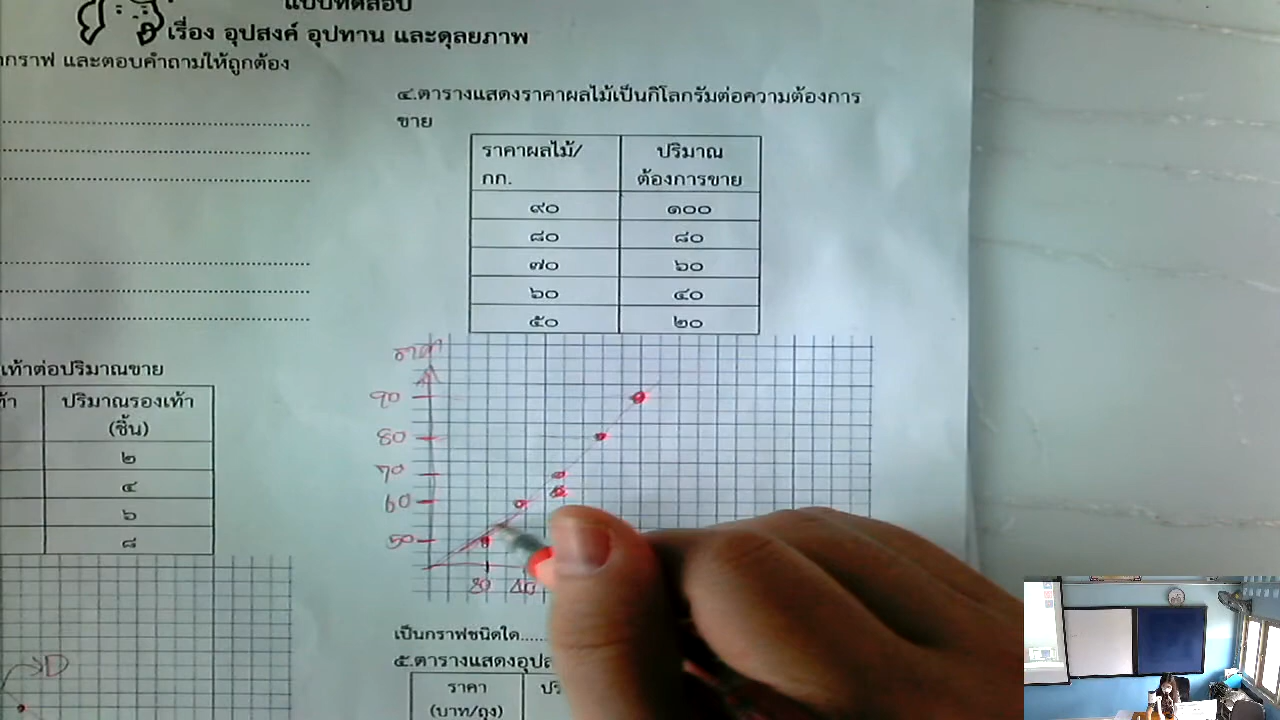 แบบทดสอบ
เรื่อง อุปสงค์ อุปทาน และดุลยภาพ
กราฟ และตอบคำถามให้ถูกต้อง
๔.ตารางแสดงราคาผลไม้เป็นกิโลกรัมต่อความต้องการ
ขาย
ราคาผลไม้/ ปริมาณ
กก. ต้องการขาย
๙๐ ๑๐๐
๘๐ ๘๐
๗๐ ๖๐
๖๐ ๔๐
๕๐ ๒๐
ราคา
90
80
70
60
50
20 40
เท้าต่อปริมาณขาย
ปริมาณรองเท้า
(ชิ้น)
๒
๔
๖
๘
D
เป็นกราฟชนิดใด......
๕.ตารางแสดงอุปส
ราคา
(บาท/ถุง)